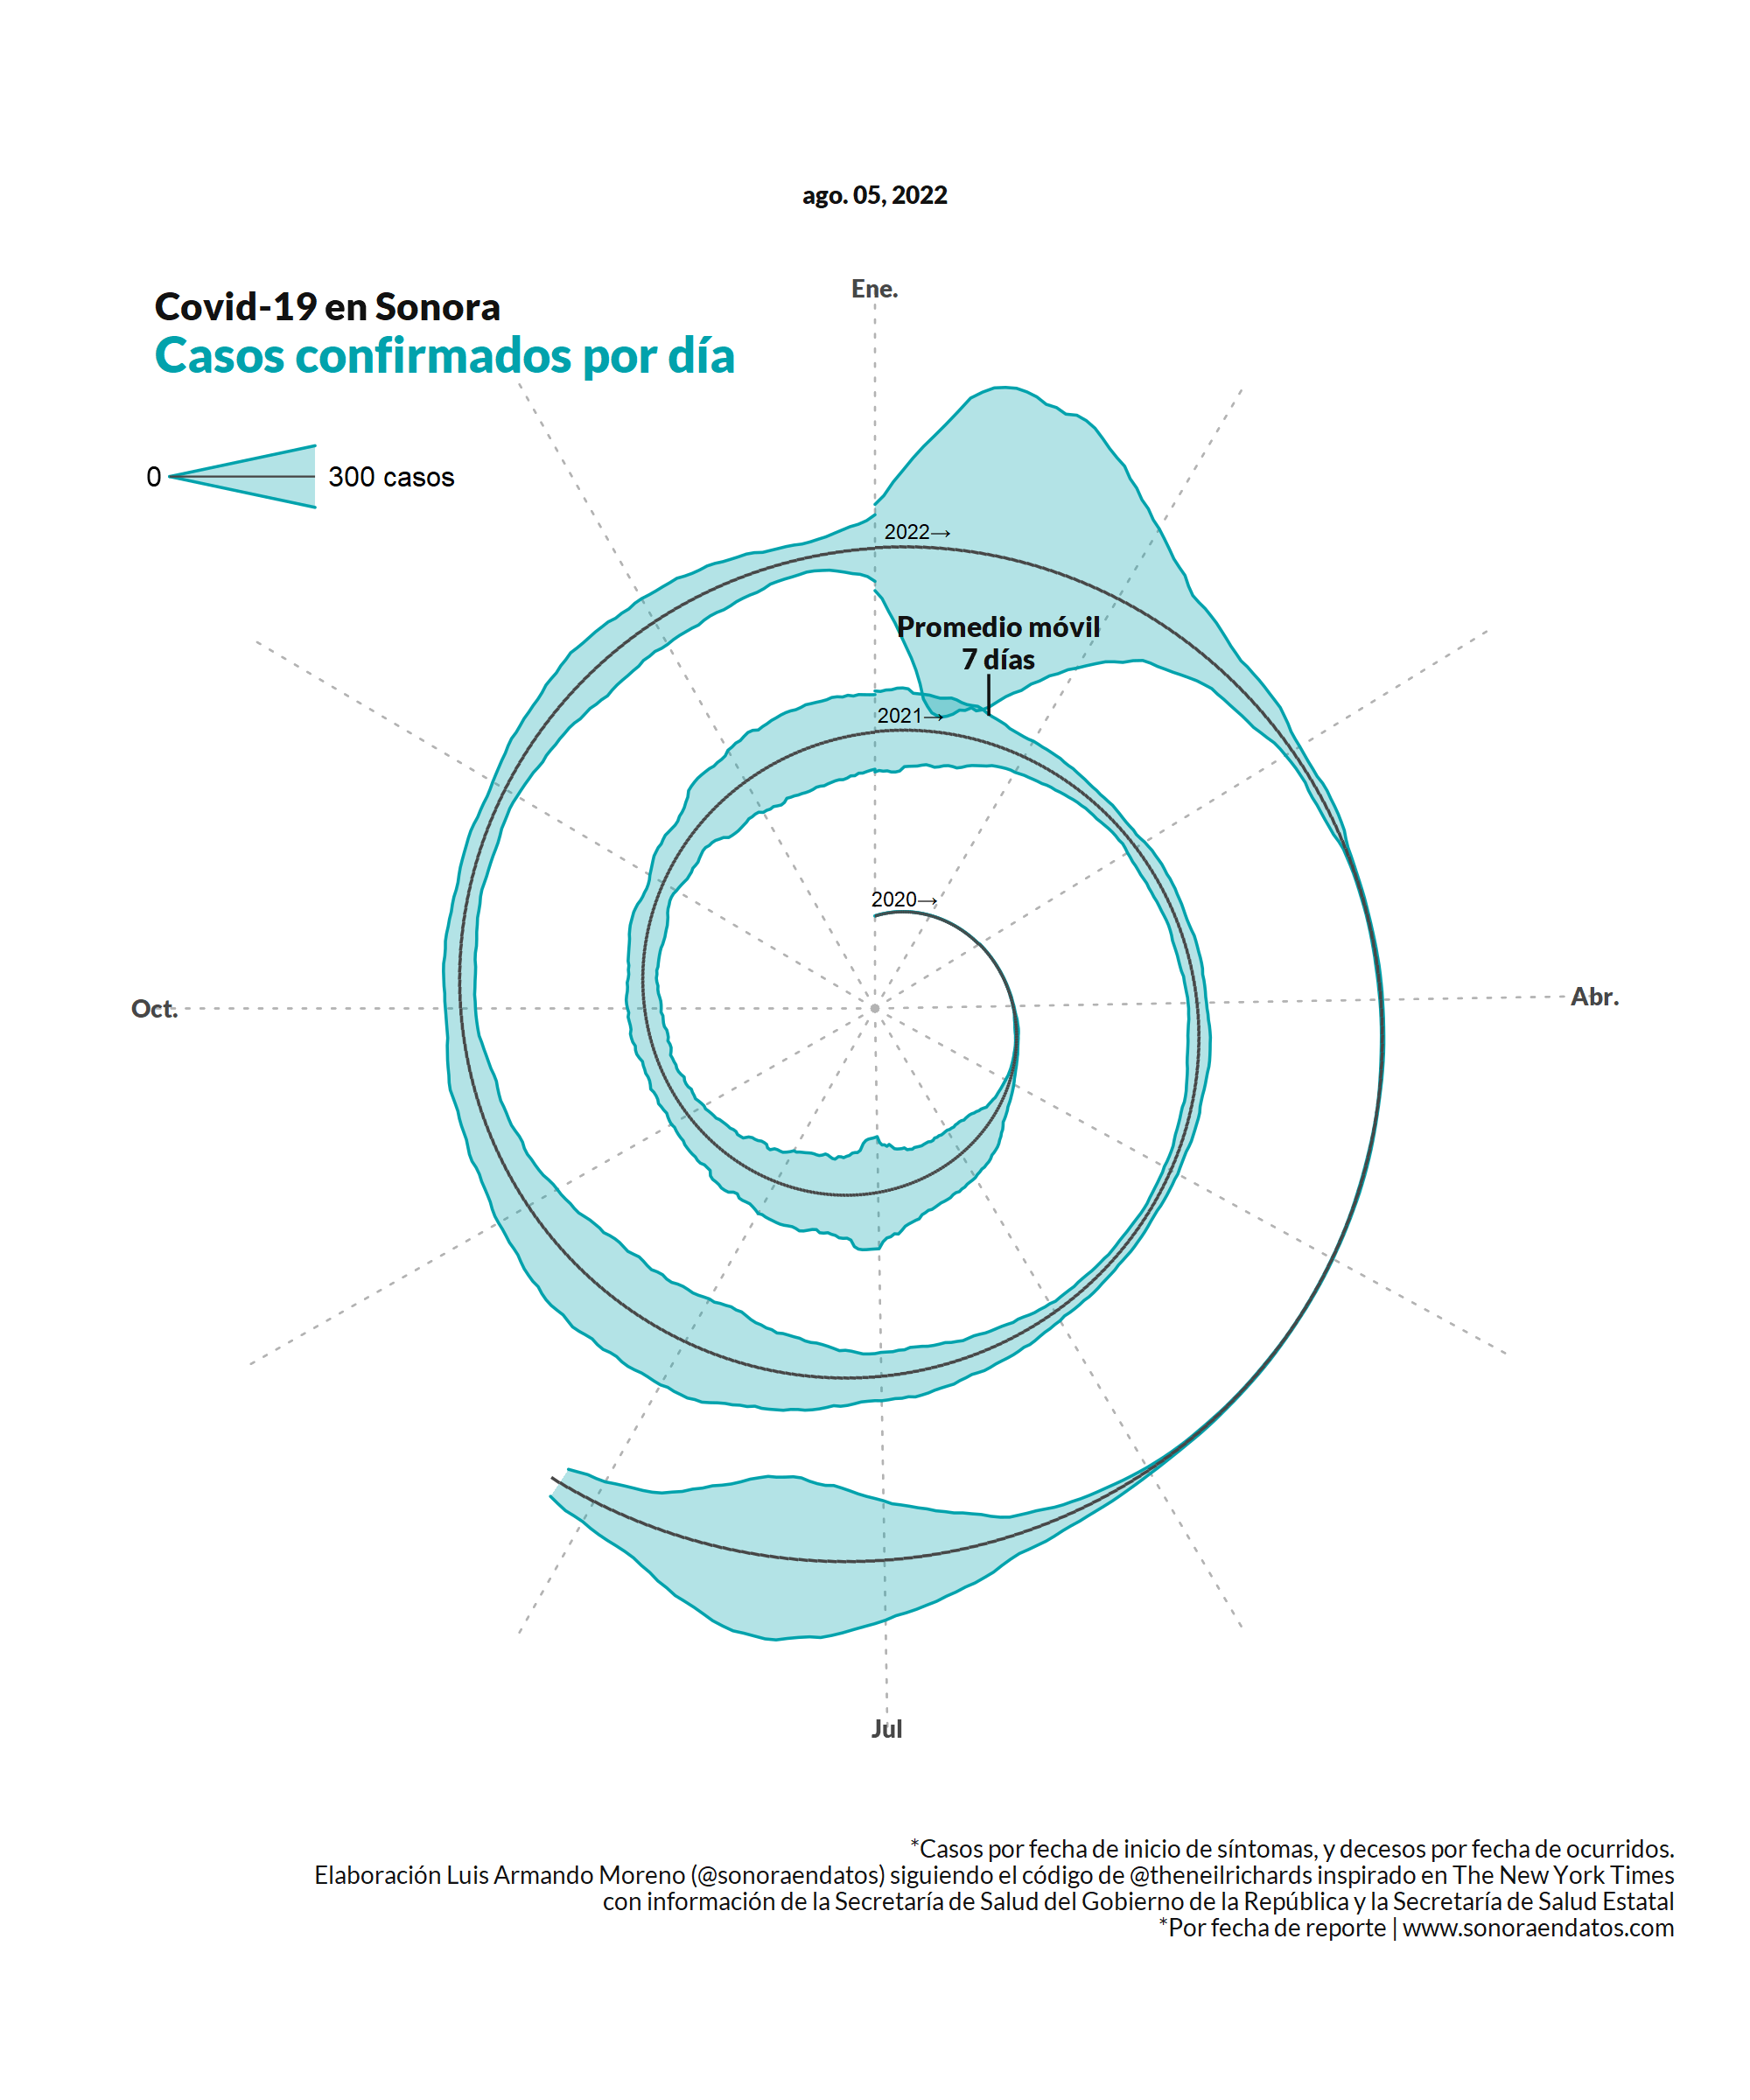 ago. 05, 2022
Ene.
Covid-19 en Sonora
Casos confirmados por día
0
300 casos
2022→
Promedio móvil
7 días
2021→
2020→
Oct.
Abr.
Jul
*Casos por fecha de inicio de síntomas, y decesos por fecha de ocurridos.
Elaboración Luis Armando Moreno (@sonoraendatos) siguiendo el código de @theneilrichards inspirado en The New York Times
con información de la Secretaría de Salud del Gobierno de la República y la Secretaría de Salud Estatal
*Por fecha de reporte | www.sonoraendatos.com